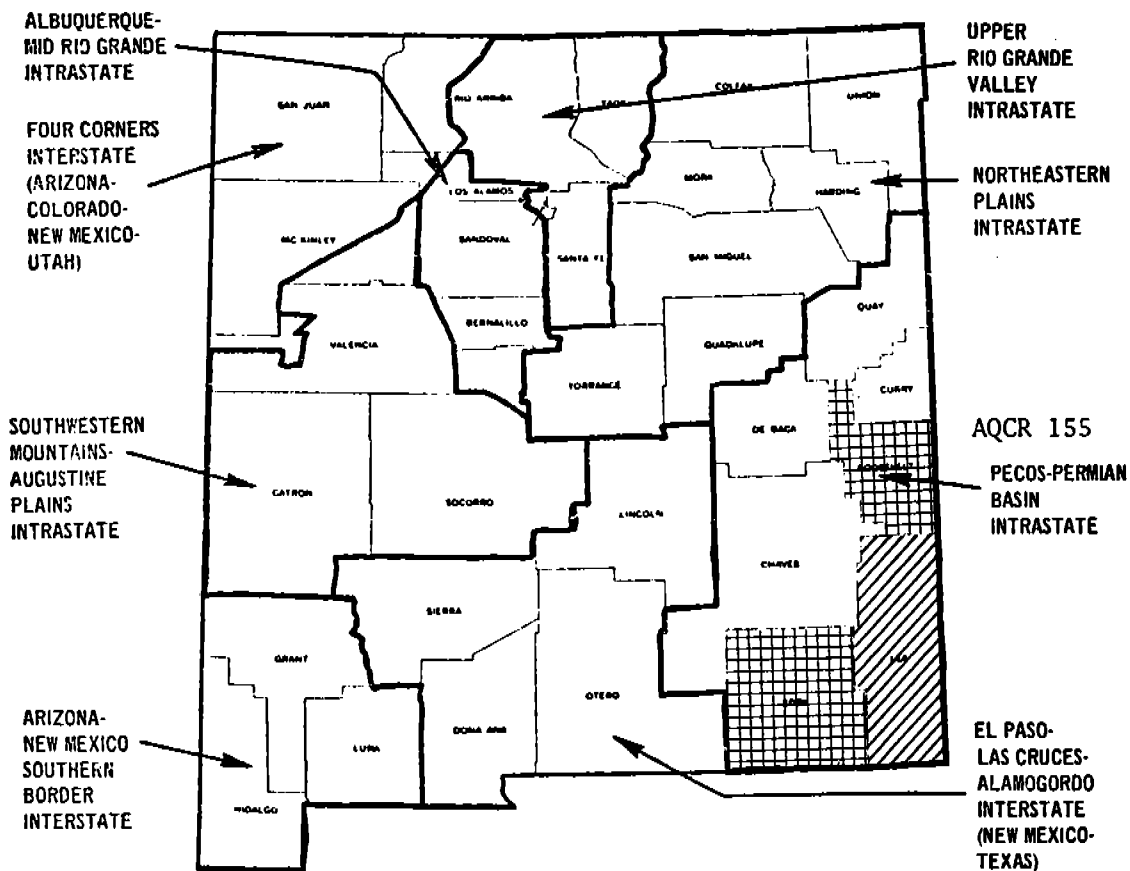 ALBUQUERQUE-
MID RIO GRANDE
INTRASTATE
UPPER
RIO GRANDE
VALLEY
INTRASTATE
FOUR CORNERS
INTERSTATE
(ARIZONA-
COLORADO-
NEW MEXICO-
UTAH)
NORTHEASTERN
PLAINS
INTRASTATE
SOUTHWESTERN
MOUNTAINS-
AUGUSTINE
PLAINS
INTRASTATE
AQCR 155
PECOS-PERMIAN
BASIN
INTRASTATE
ARIZONA-
NEW MEXICO
SOUTHERN
BORDER
INTERSTATE
EL PASO-
LAS CRUCES-
ALAMOGORDO
INTERSTATE
(NEW MEXICO-
TEXAS)
SAN JUAN
RIO ARRIBA
TAOS
COLFAX
UNION
LOS ALAMOS
MORA
HARDING
MC KINLEY
SANDOVAL
SANTA FE
SAN MIGUEL
BERNALILLO
QUAY
VALENCIA
GUADALUPE
TORRANCE
CURRY
DE BACA
ROOSEVELT
CATRON
SOCORRO
LINCOLN
CHAVES
SIERRA
GRANT
LEA
OTERO
EDDY
LUNA
DONA ANA
HIDALGO